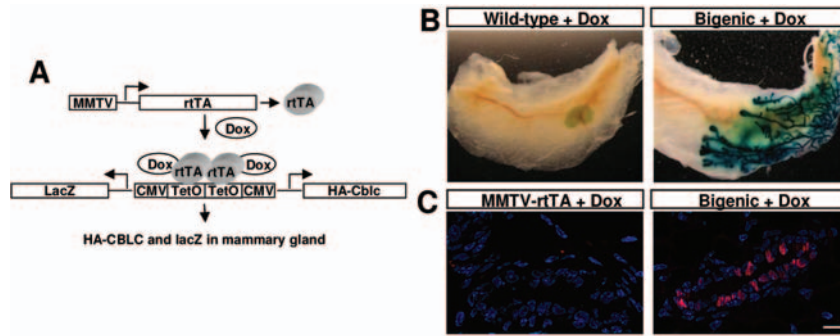 A
MMTV rtTA rtTA
Dox
Dox rtTA rtTA Dox
LacZ CMV TetO TetO CMV HA-Cblc
HA-CBLC and lacZ in mammary gland
B
Wild-type + Dox Bigenic + Dox
C
MMTV-rtTA + Dox Bigenic + Dox